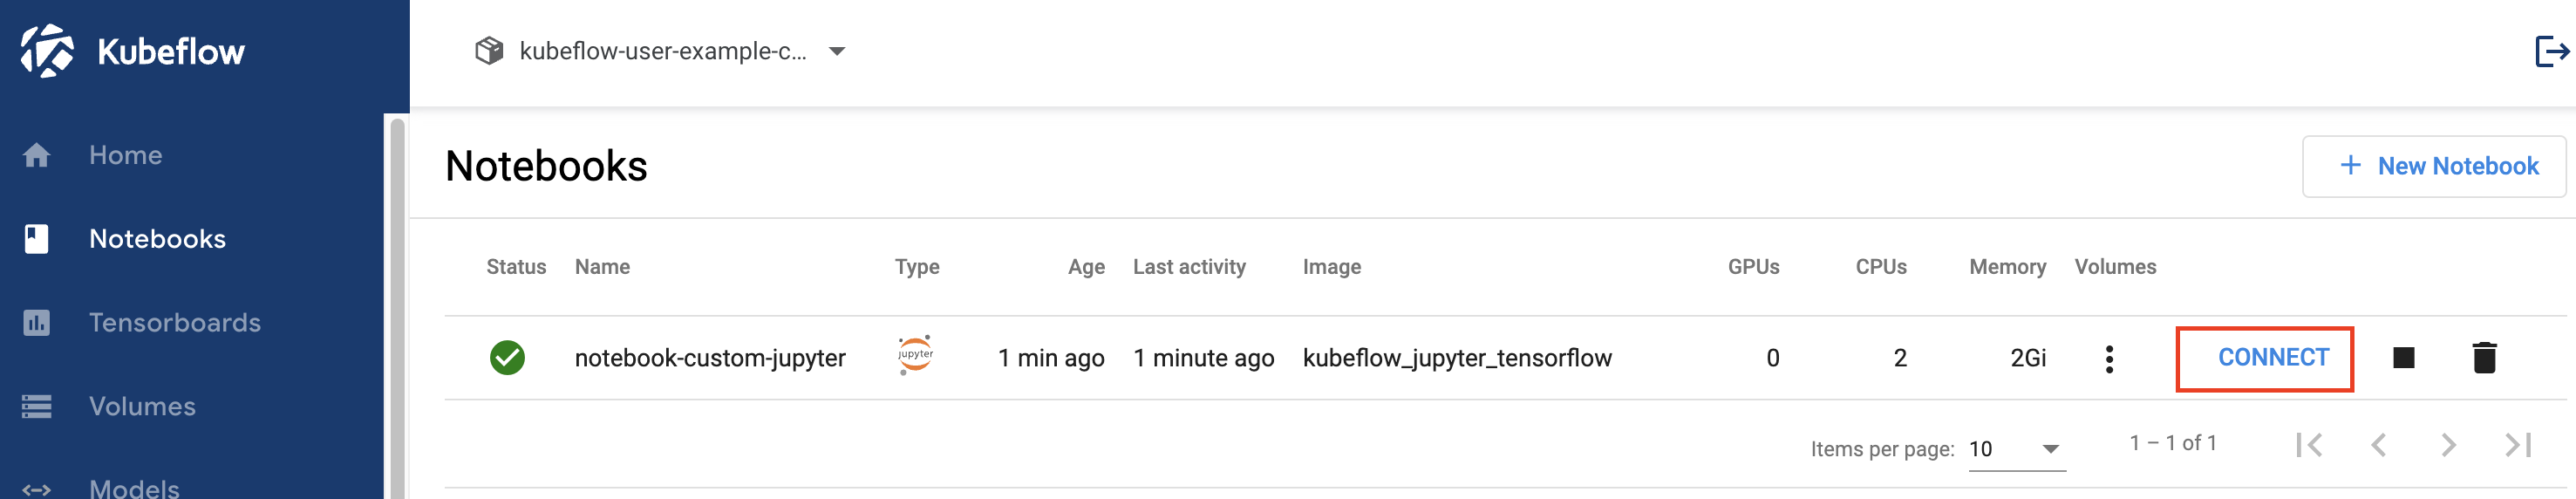 Kubeflow
kubeflow-user-example-c...
Home
Notebooks
Tensorboards
Volumes
Models
Notebooks
New Notebook
Status Name Type Age Last activity Image GPUs CPUs Memory Volumes
notebook-custom-jupyter jupyter 1 min ago 1 minute ago kubeflow_jupyter_tensorflow 0 2 2Gi CONNECT
Items per page: 10 1 – 1 of 1